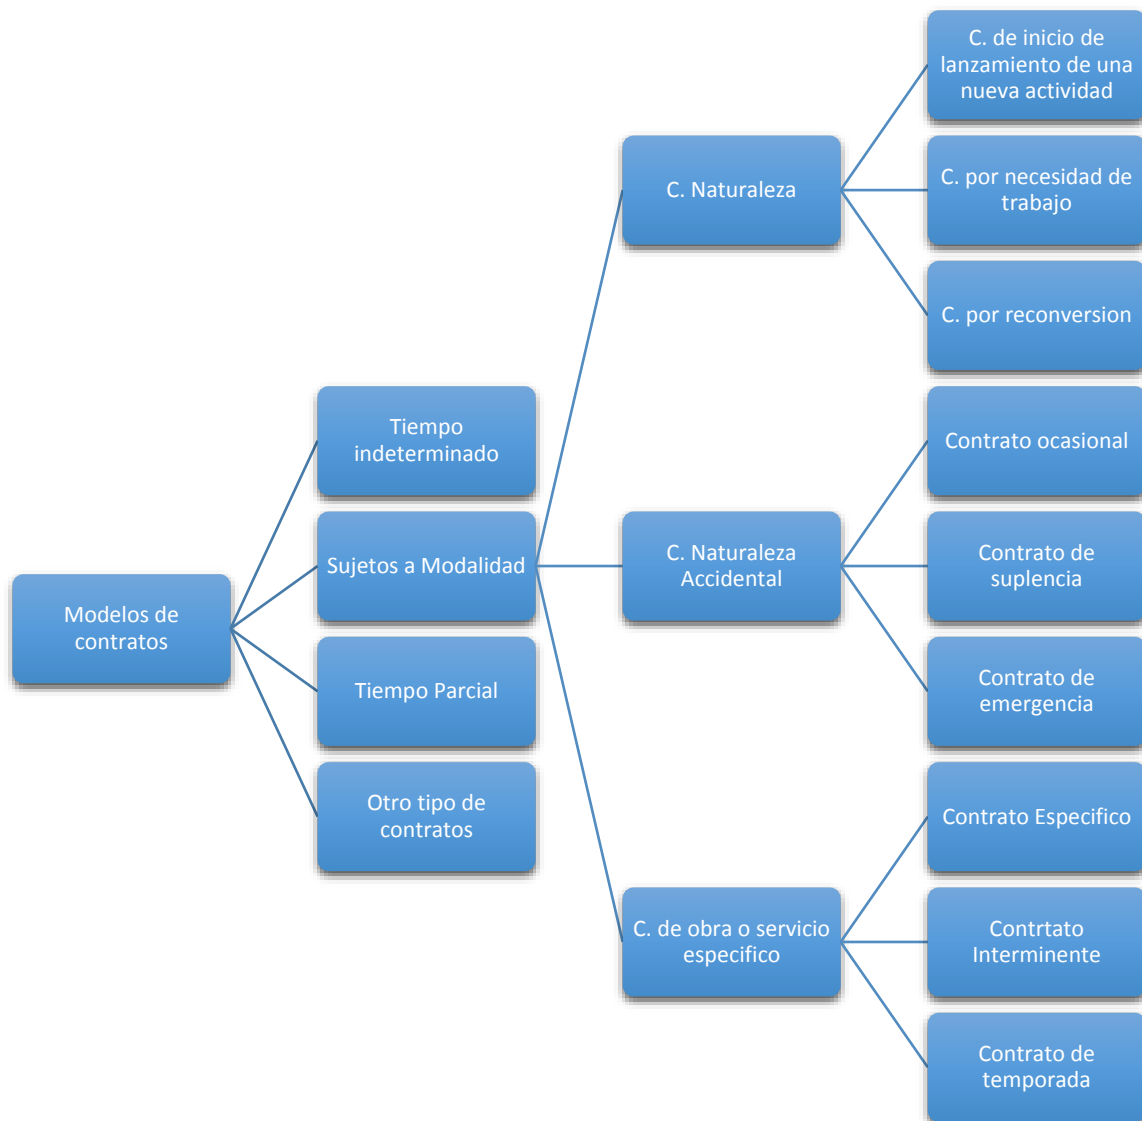 Modelos de
contratos
Tiempo
indeterminado
Sujetos a Modalidad
Tiempo Parcial
Otro tipo de
contratos
C. Naturaleza
C. Naturaleza
Accidental
C. de obra o servicio
especifico
C. de inicio de
lanzamiento de una
nueva actividad
C. por necesidad de
trabajo
C. por reconversion
Contrato ocasional
Contrato de
suplencia
Contrato de
emergencia
Contrato Especifico
Contrtato
Interminente
Contrato de
temporada